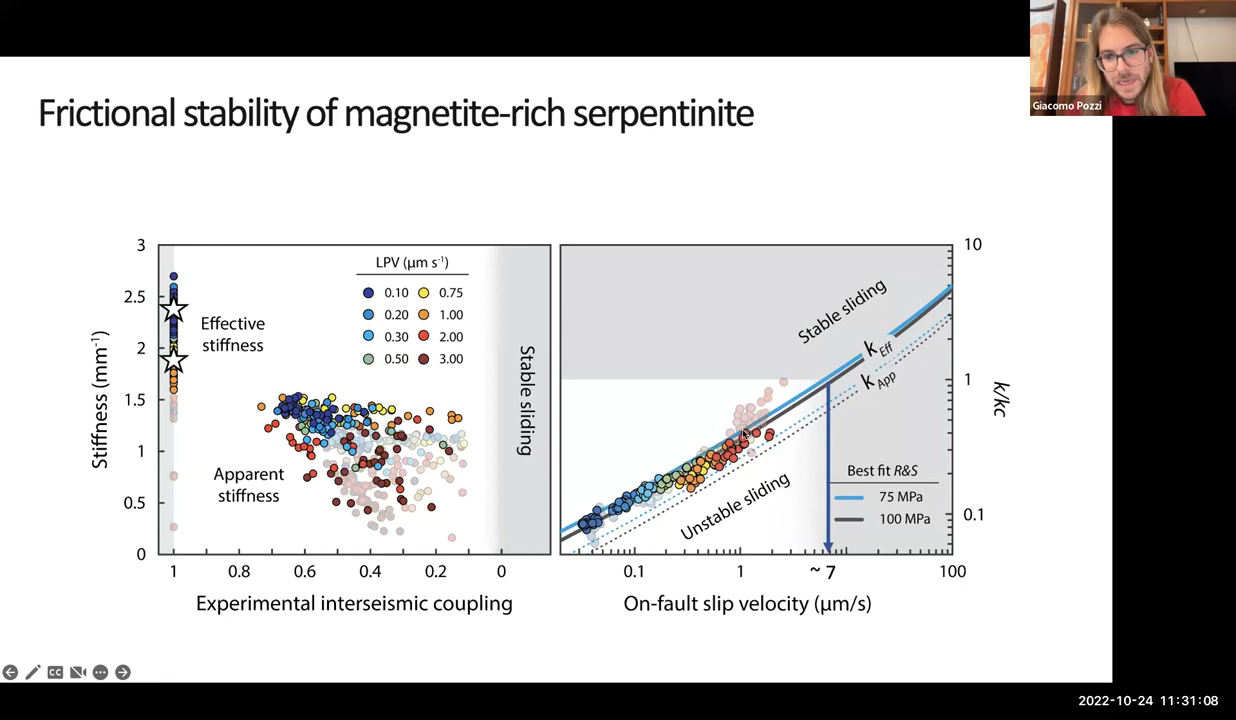 Giacomo Pozzi
Frictional stability of magnetite-rich serpentinite
Stiffness (mm⁻¹)
3
2.5
2
1.5
1
0.5
0
Effective
stiffness
Apparent
stiffness
LPV (μm s⁻¹)
0.10 0.75
0.20 1.00
0.30 2.00
0.50 3.00
Stable sliding
1 0.8 0.6 0.4 0.2 0
Experimental interseismic coupling
Stable sliding
k Eff
k App
Unstable sliding
Best fit R&S
75 MPa
100 MPa
10
1
0.1
k/kc
0.1 1 ~ 7 100
On-fault slip velocity (μm/s)
CC
2022-10-24 11:31:08